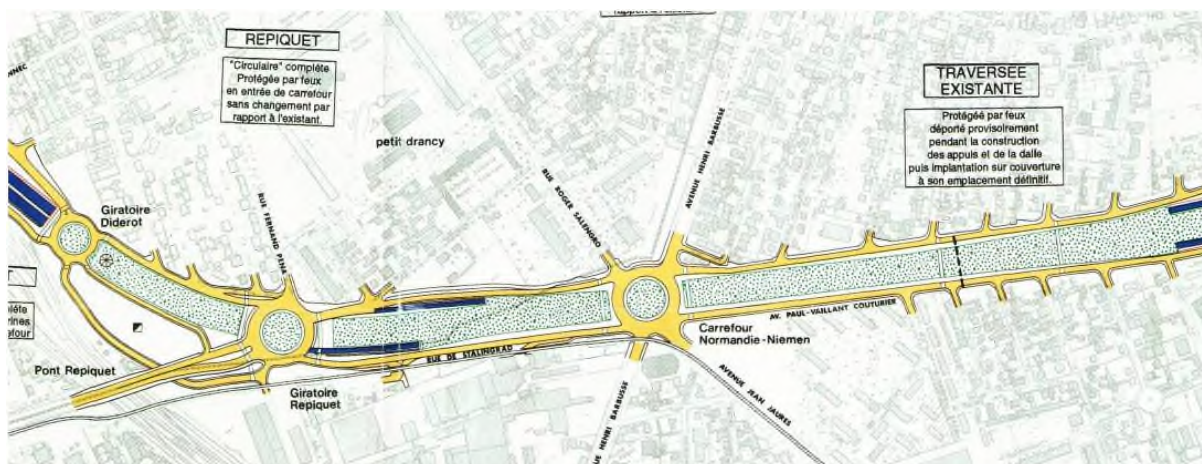 REPIQUET
"Circulaire" complète
Protégée par feux
en entrée de carrefour
sans changement par
rapport à l'existant.
TRAVERSEE
EXISTANTE
Protégée par feux
déporté provisoirement
pendant la construction
des appuis et de la dalle
puis implantation sur couverture
à son emplacement définitif.
petit drancy
RUE ROGER SALENGRO
AVENUE HENRI BARBUSSE
RUE FERNAND PENA
Giratoire
Diderot
Pont Repiquet
Giratoire
Repiquet
RUE DE STALINGRAD
AV. PAUL-VAILLANT COUTURIER
Carrefour
Normandie-Niemen
AVENUE JEAN JAURES
UE HENRI BARBUSSE